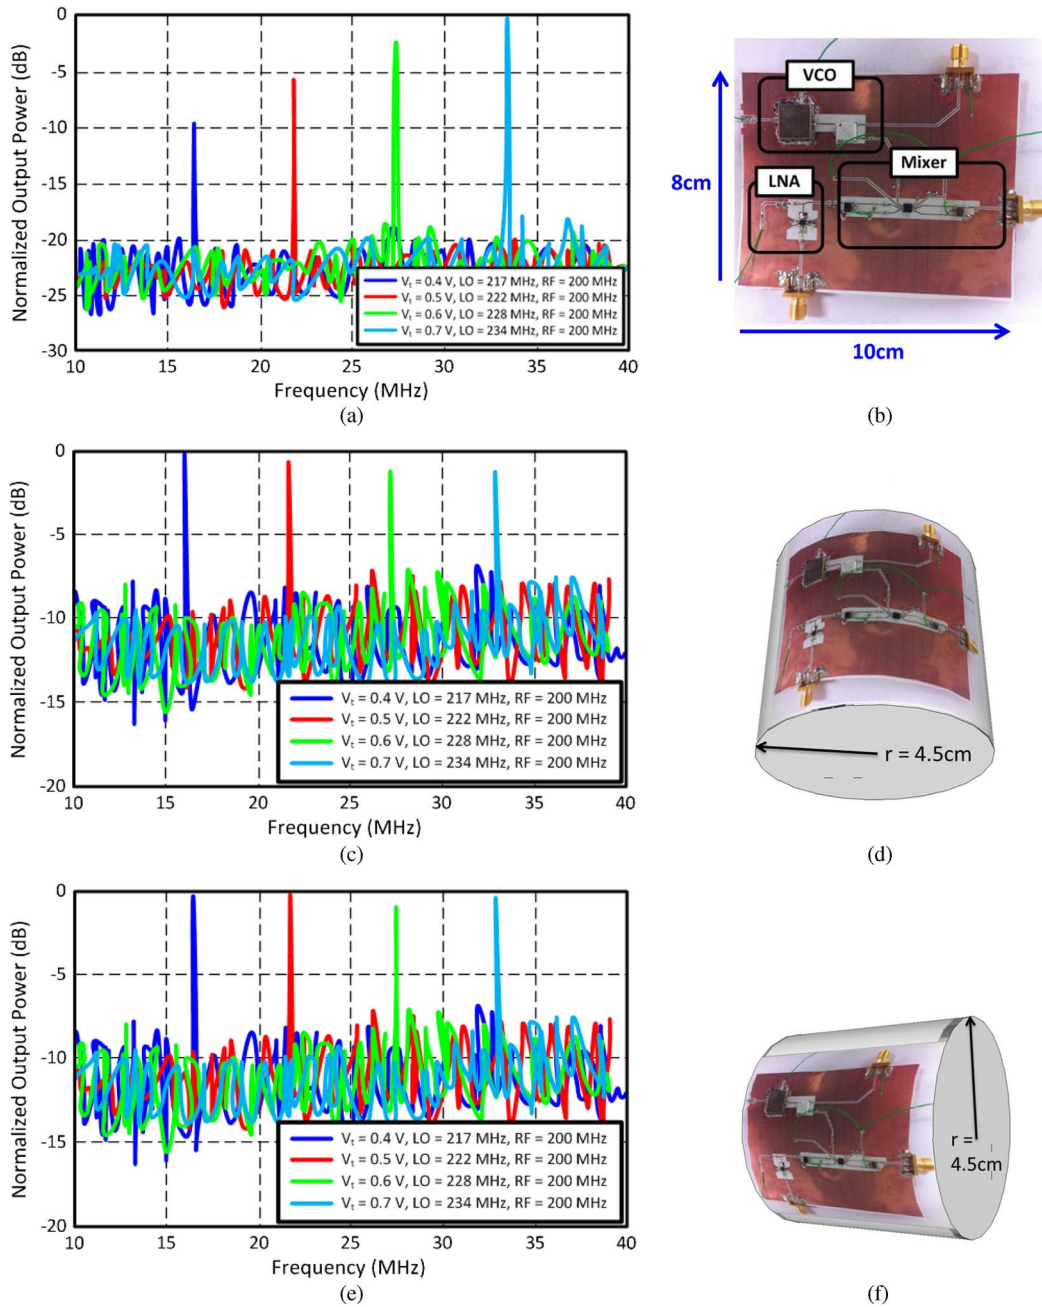 Normalized Output Power (dB)
0
-5
-10
-15
-20
-25
-30
Vt = 0.4 V, LO = 217 MHz, RF = 200 MHz
Vt = 0.5 V, LO = 222 MHz, RF = 200 MHz
Vt = 0.6 V, LO = 228 MHz, RF = 200 MHz
Vt = 0.7 V, LO = 234 MHz, RF = 200 MHz
10 15 20 25 30 35 40
Frequency (MHz)
(a)
VCO
Mixer
LNA
8cm
10cm
(b)
Normalized Output Power (dB)
0
-5
-10
-15
-20
Vt = 0.4 V, LO = 217 MHz, RF = 200 MHz
Vt = 0.5 V, LO = 222 MHz, RF = 200 MHz
Vt = 0.6 V, LO = 228 MHz, RF = 200 MHz
Vt = 0.7 V, LO = 234 MHz, RF = 200 MHz
10 15 20 25 30 35 40
Frequency (MHz)
(c)
r = 4.5cm
(d)
Normalized Output Power (dB)
0
-5
-10
-15
-20
Vt = 0.4 V, LO = 217 MHz, RF = 200 MHz
Vt = 0.5 V, LO = 222 MHz, RF = 200 MHz
Vt = 0.6 V, LO = 228 MHz, RF = 200 MHz
Vt = 0.7 V, LO = 234 MHz, RF = 200 MHz
10 15 20 25 30 35 40
Frequency (MHz)
(e)
r =
4.5cm
(f)